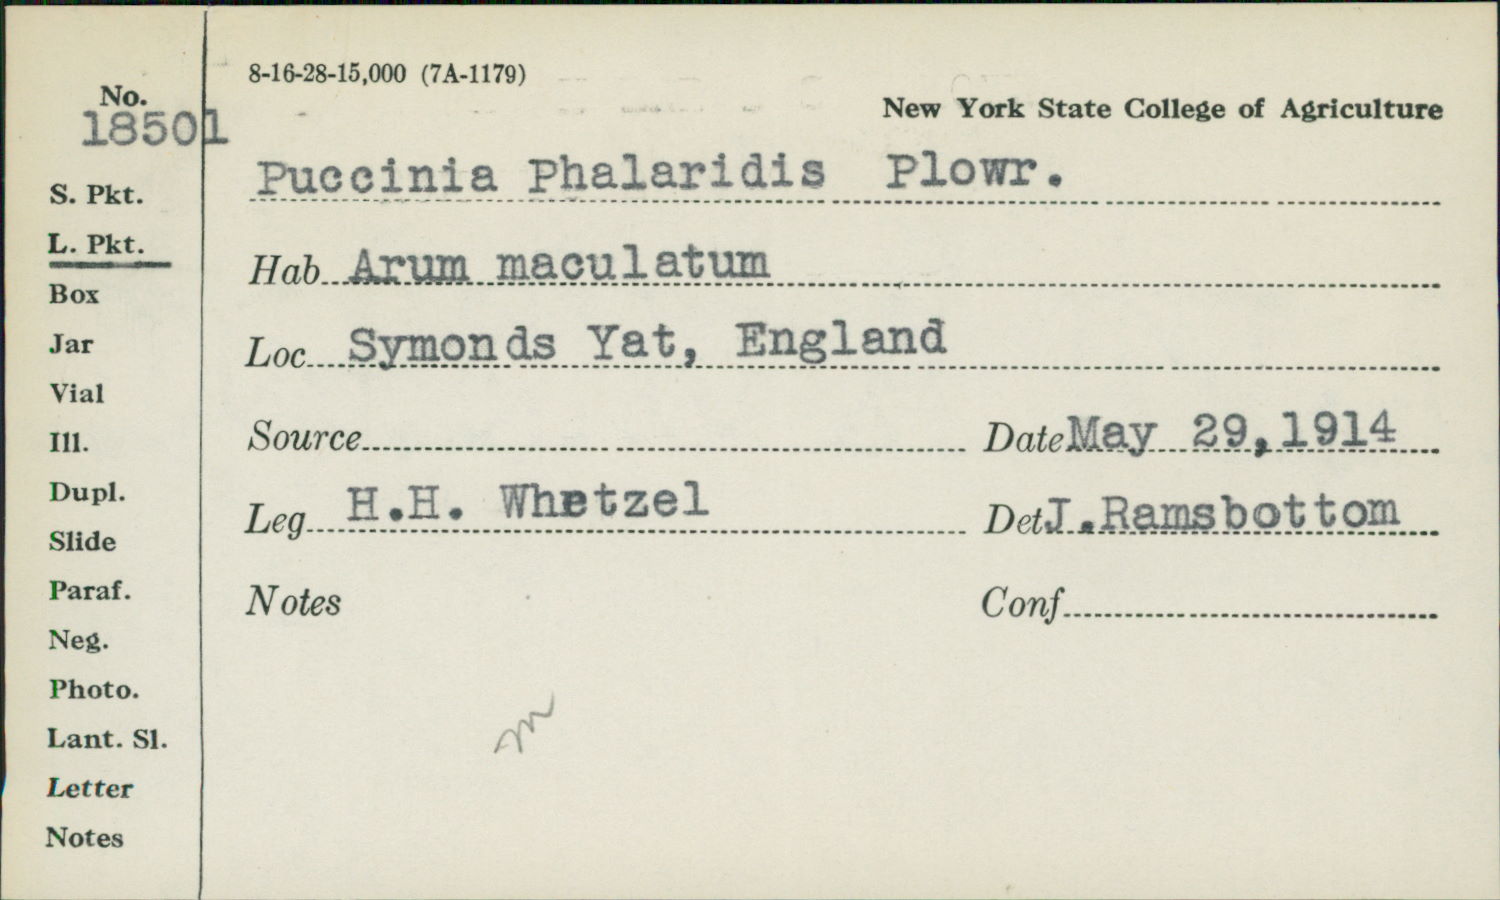 8-16-28-15,000 (7A-1179)
New York State College of Agriculture
No.
18501
S. Pkt.
L. Pkt.
Box
Jar
Vial
Ill.
Dupl.
Slide
Paraf.
Neg.
Photo.
Lant. Sl.
Letter
Notes
Puccinia Phalaridis Plowr.
Hab Arum maculatum
Loc Symonds Yat, England
Source Date May 29,1914
Leg H.H. Whetzel Det J.Ramsbottom
Notes Conf
m